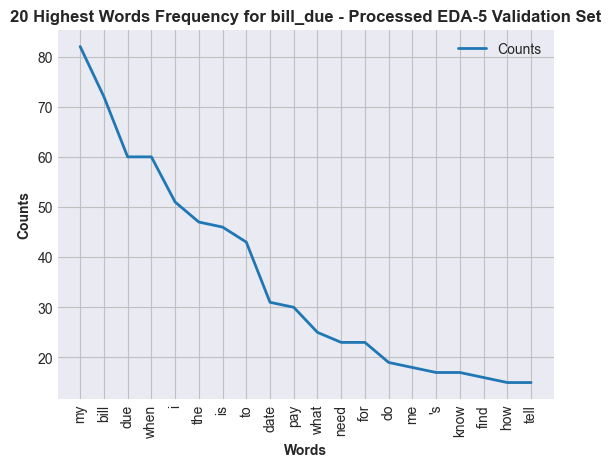 20 Highest Words Frequency for bill_due - Processed EDA-5 Validation Set
Counts
80
70
60
50
40
30
20
Counts
my
bill
due
when
i
the
is
to
date
pay
what
need
for
do
me
's
know
find
how
tell
Words